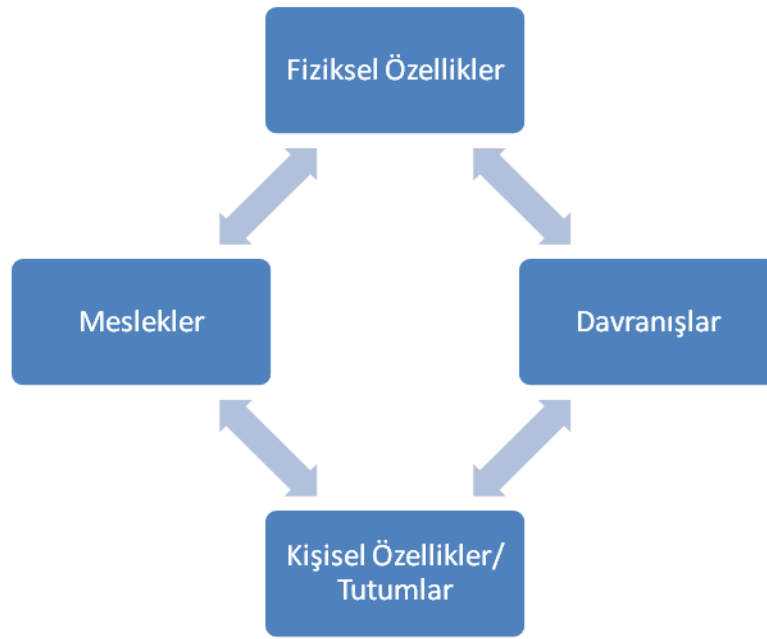 Fiziksel Özellikler
Meslekler
Davranışlar
Kişisel Özellikler/
Tutumlar